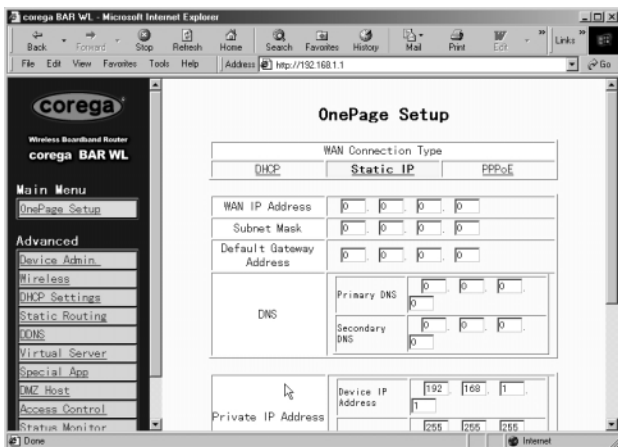 corega BAR WL - Microsoft Internet Explorer
Back Forward Stop Refresh Home Search Favorites History Mail Print Edit Links
File Edit View Favorites Tools Help Address http://192.168.1.1 Go
corega
Wireless Boardband Router
corega BAR WL
Main Menu
OnePage Setup
Advanced
Device Admin.
Wireless
DHCP Settings
Static Routing
DDNS
Virtual Server
Special App
DMZ Host
Access Control
Status Monitor
OnePage Setup
WAN Connection Type
DHCP Static IP PPPoE
WAN IP Address 0. 0. 0. 0
Subnet Mask 0. 0. 0. 0
Default Gateway Address 0. 0. 0. 0
DNS
Primary DNS 0. 0. 0.
0
Secondary DNS 0. 0. 0.
0
Private IP Address
Device IP Address 192. 168. 1.
1
255. 255. 255.
Done Internet